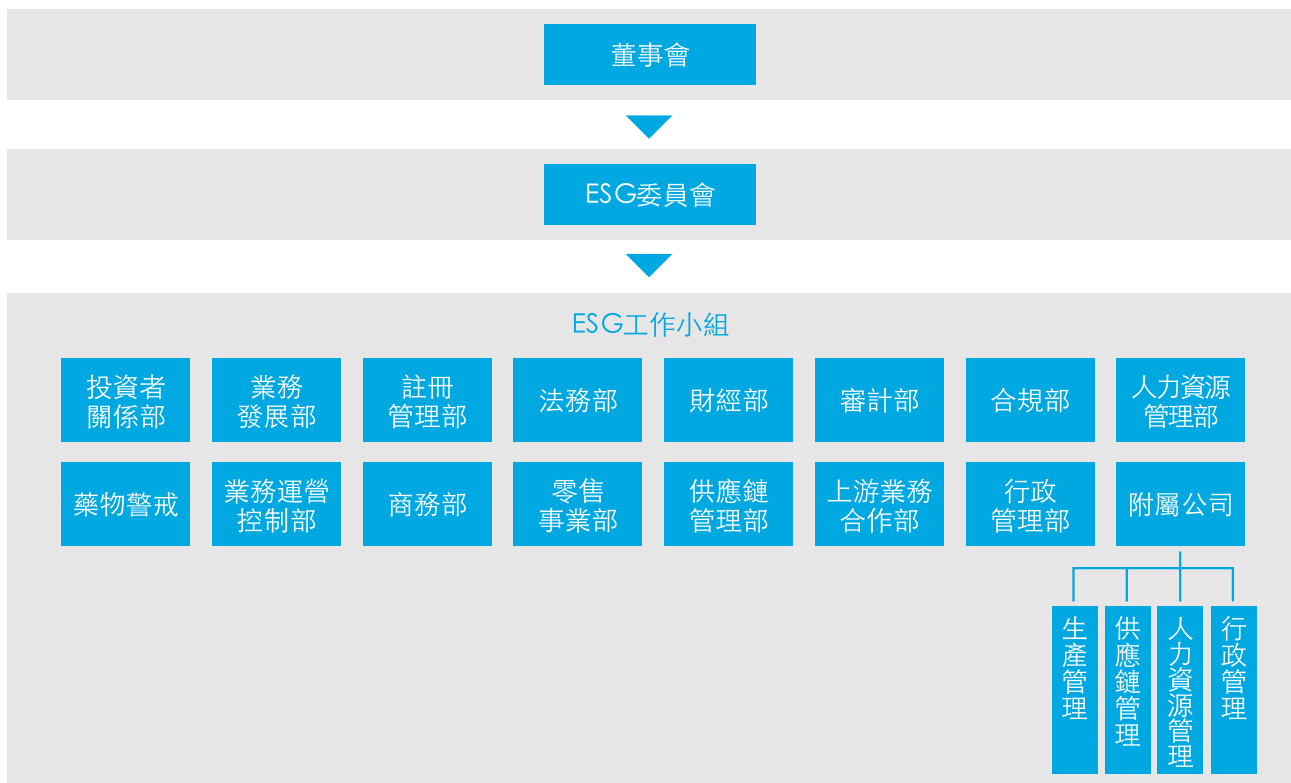 董事會
ESG委員會
ESG工作小組
投資者
關係部
業務
發展部
註冊
管理部
法務部
財經部
審計部
合規部
人力資源
管理部
藥物警戒
業務運營
控制部
商務部
零售
事業部
供應鏈
管理部
上游業務
合作部
行政
管理部
附屬公司
生產管理
供應鏈管理
人力資源管理
行政管理